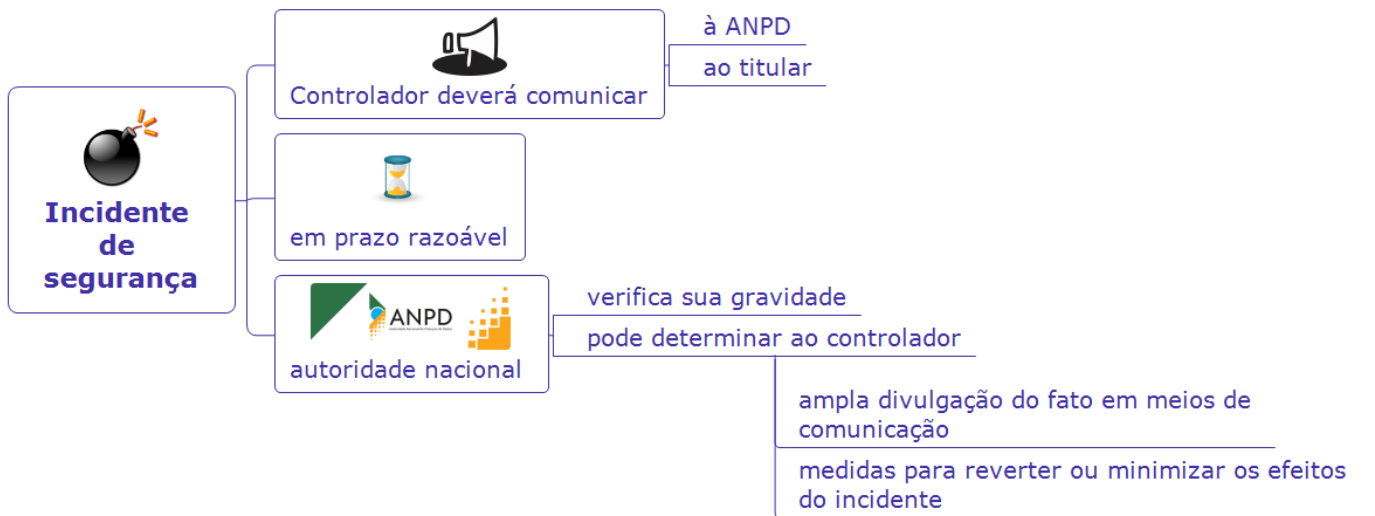 Incidente
de
segurança
Controlador deverá comunicar
à ANPD
ao titular
em prazo razoável
ANPD
autoridade nacional
verifica sua gravidade
pode determinar ao controlador
ampla divulgação do fato em meios de
comunicação
medidas para reverter ou minimizar os efeitos
do incidente